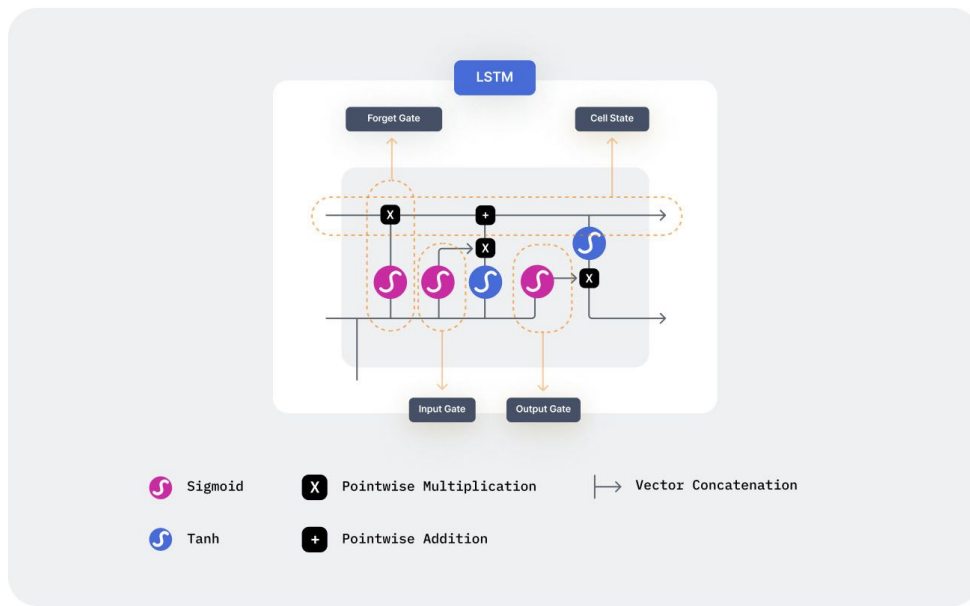 LSTM
Forget Gate
Cell State
X
+
X
X
Input Gate
Output Gate
Sigmoid
X Pointwise Multiplication
Vector Concatenation
Tanh
+ Pointwise Addition